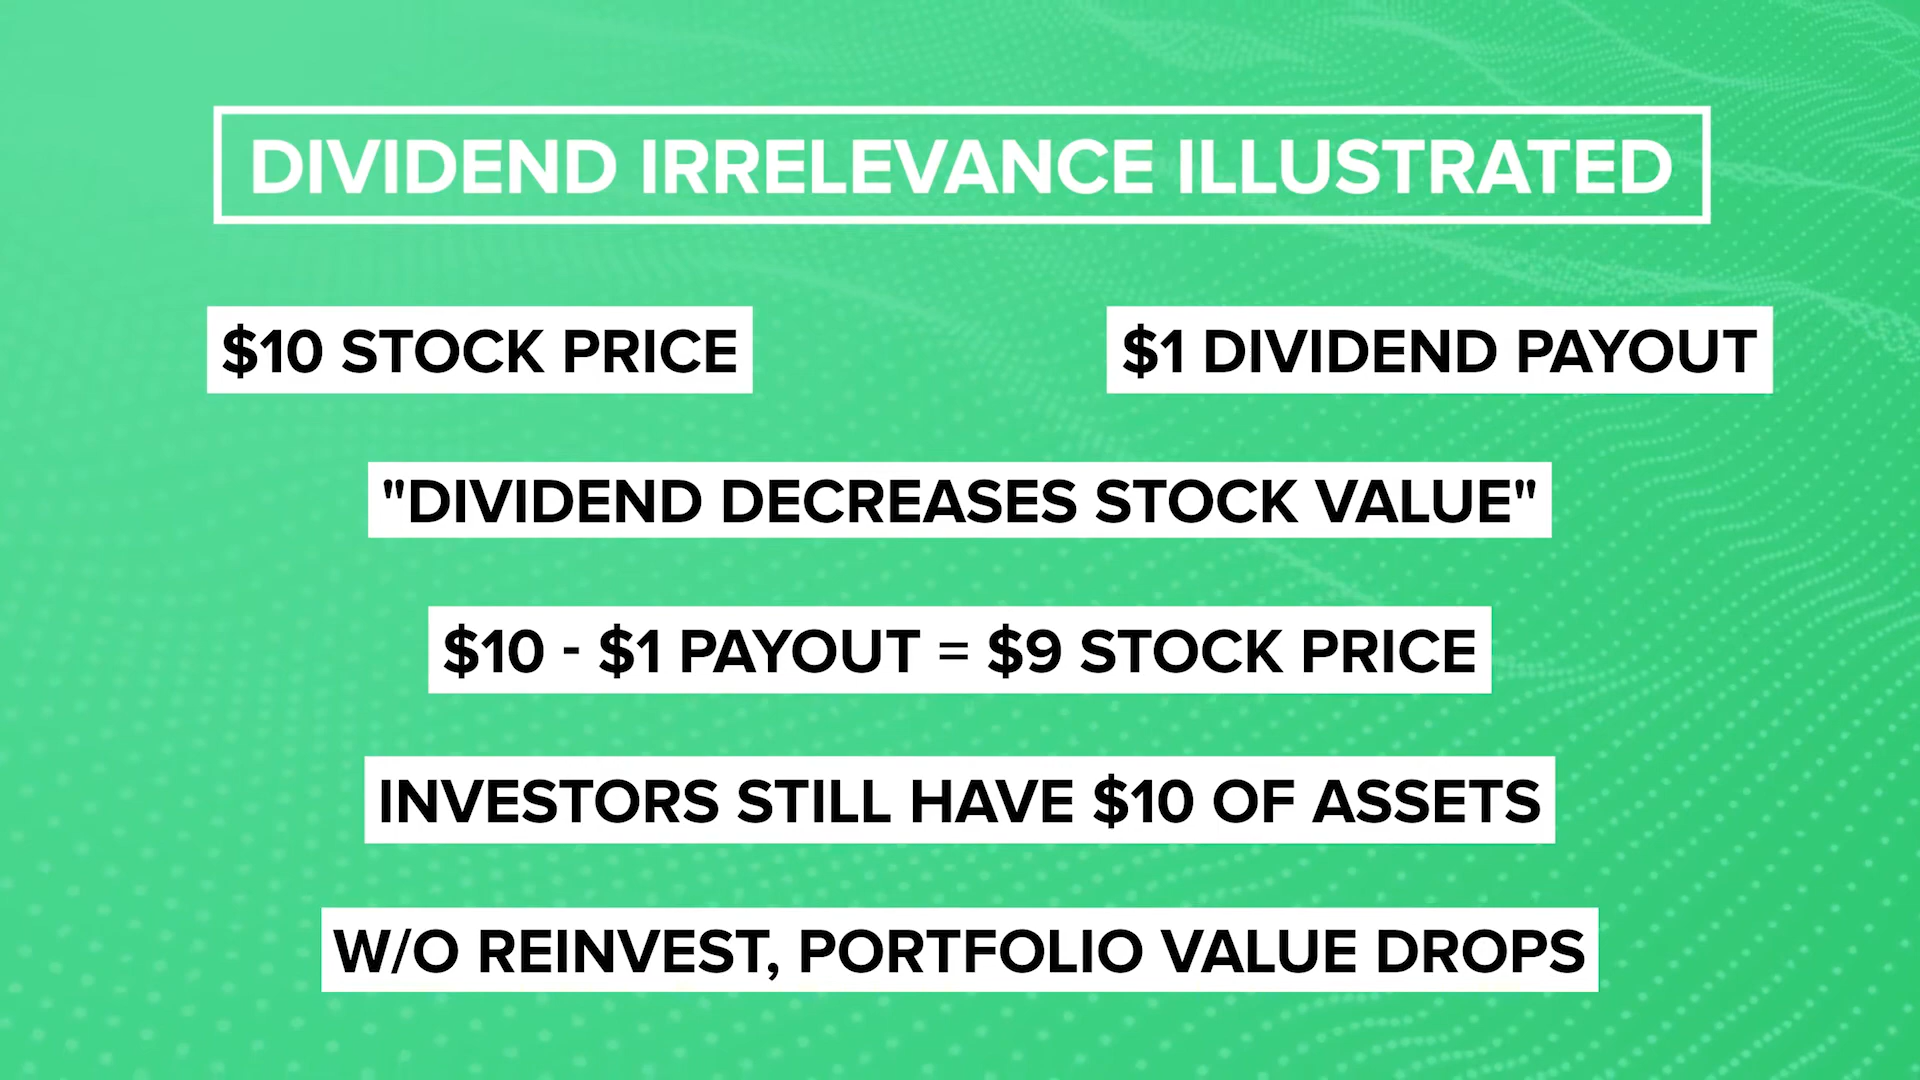 DIVIDEND IRRELEVANCE ILLUSTRATED
$10 STOCK PRICE
$1 DIVIDEND PAYOUT
"DIVIDEND DECREASES STOCK VALUE"
$10 - $1 PAYOUT = $9 STOCK PRICE
INVESTORS STILL HAVE $10 OF ASSETS
W/O REINVEST, PORTFOLIO VALUE DROPS